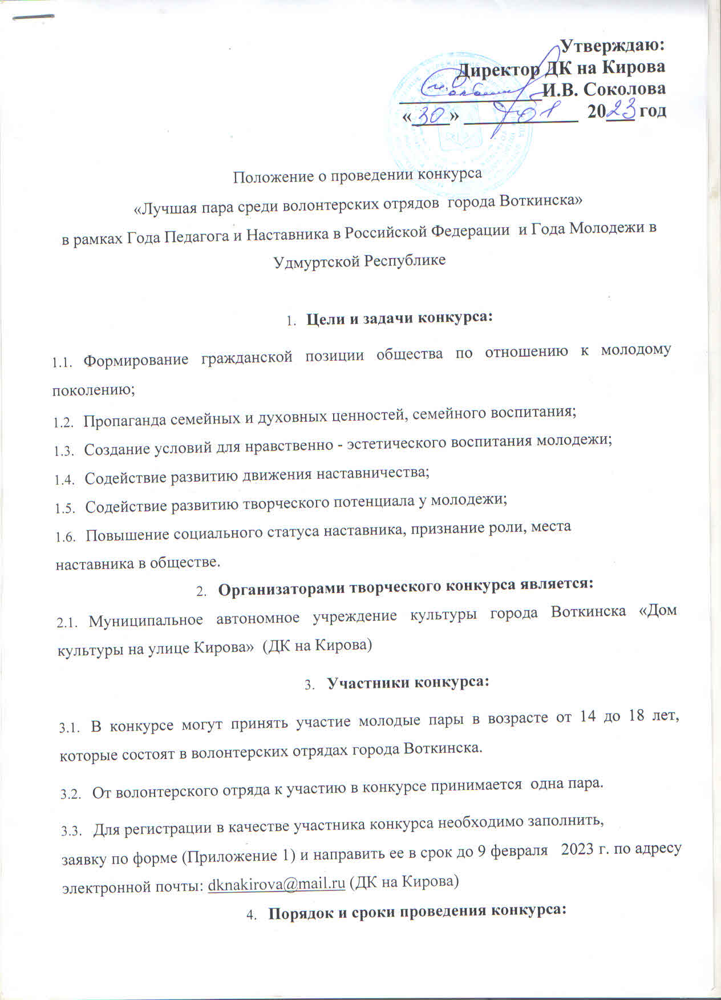 Утверждаю:
Директор ДК на Кирова
И.В. Соколова
«30» 01 2023 год
Положение о проведении конкурса
«Лучшая пара среди волонтерских отрядов города Воткинска»
в рамках Года Педагога и Наставника в Российской Федерации и Года Молодежи в
Удмуртской Республике
1. Цели и задачи конкурса:
1.1. Формирование гражданской позиции общества по отношению к молодому
поколению;
1.2. Пропаганда семейных и духовных ценностей, семейного воспитания;
1.3. Создание условий для нравственно - эстетического воспитания молодежи;
1.4. Содействие развитию движения наставничества;
1.5. Содействие развитию творческого потенциала у молодежи;
1.6. Повышение социального статуса наставника, признание роли, места
наставника в обществе.
2. Организаторами творческого конкурса является:
2.1. Муниципальное автономное учреждение культуры города Воткинска «Дом
культуры на улице Кирова» (ДК на Кирова)
3. Участники конкурса:
3.1. В конкурсе могут принять участие молодые пары в возрасте от 14 до 18 лет,
которые состоят в волонтерских отрядах города Воткинска.
3.2. От волонтерского отряда к участию в конкурсе принимается одна пара.
3.3. Для регистрации в качестве участника конкурса необходимо заполнить,
заявку по форме (Приложение 1) и направить ее в срок до 9 февраля 2023 г. по адресу
электронной почты: dknakirova@mail.ru (ДК на Кирова)
4. Порядок и сроки проведения конкурса: